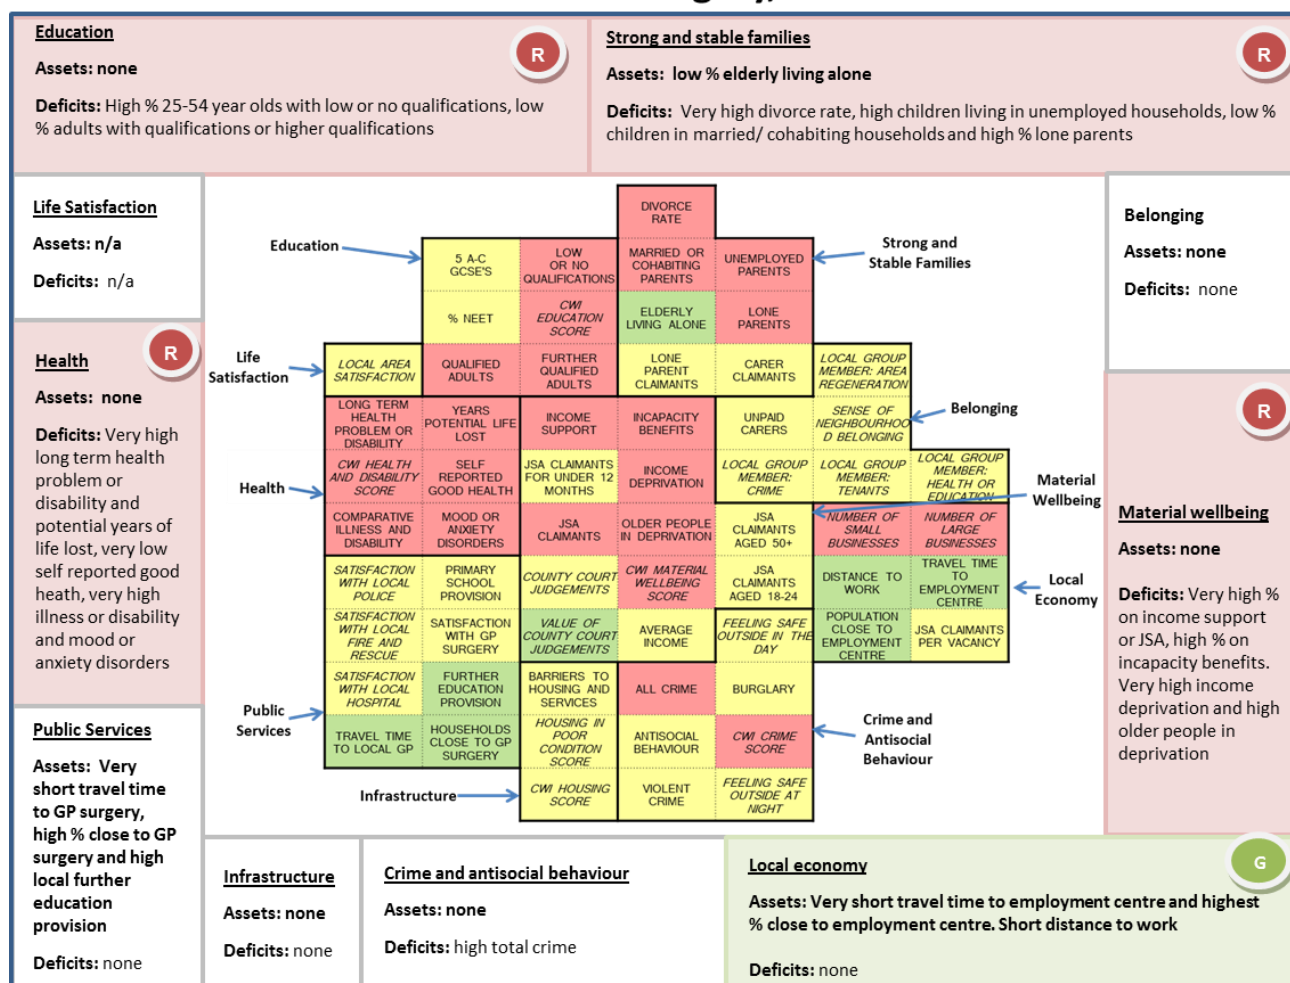 Education
R
Assets: none
Deficits: High % 25-54 year olds with low or no qualifications, low
% adults with qualifications or higher qualifications
Strong and stable families
R
Assets: low % elderly living alone
Deficits: Very high divorce rate, high children living in unemployed households, low %
children in married/ cohabiting households and high % lone parents
Life Satisfaction
Assets: n/a
Deficits: n/a
Health
R
Assets: none
Deficits: Very high
long term health
problem or
disability and
potential years of
life lost, very low
self reported good
heath, very high
illness or disability
and mood or
anxiety disorders
Public Services
Assets: Very
short travel time
to GP surgery,
high % close to GP
surgery and high
local further
education
provision
Deficits: none
Education
Life
Satisfaction
Health
Public
Services
Infrastructure
Strong and
Stable Families
Belonging
Material
Wellbeing
Local
Economy
Crime and
Antisocial
Behaviour
DIVORCE
RATE
5 A-C
GCSE'S
LOW
OR NO
QUALIFICATIONS
MARRIED OR
COHABITING
PARENTS
UNEMPLOYED
PARENTS
% NEET
CWI
EDUCATION
SCORE
ELDERLY
LIVING ALONE
LONE
PARENTS
LOCAL AREA
SATISFACTION
QUALIFIED
ADULTS
FURTHER
QUALIFIED
ADULTS
LONE
PARENT
CLAIMANTS
CARER
CLAIMANTS
LOCAL GROUP
MEMBER: AREA
REGENERATION
LONG TERM
HEALTH
PROBLEM OR
DISABILITY
YEARS
POTENTIAL LIFE
LOST
INCOME
SUPPORT
INCAPACITY
BENEFITS
UNPAID
CARERS
SENSE OF
NEIGHBOURHOO
D BELONGING
CWI HEALTH
AND DISABILITY
SCORE
SELF
REPORTED
GOOD HEALTH
JSA CLAIMANTS
FOR UNDER 12
MONTHS
INCOME
DEPRIVATION
LOCAL GROUP
MEMBER:
CRIME
LOCAL GROUP
MEMBER:
TENANTS
LOCAL GROUP
MEMBER:
HEALTH OR
EDUCATION
COMPARATIVE
ILLNESS AND
DISABILITY
MOOD OR
ANXIETY
DISORDERS
JSA
CLAIMANTS
OLDER PEOPLE
IN DEPRIVATION
JSA
CLAIMANTS
AGED 50+
NUMBER OF
SMALL
BUSINESSES
NUMBER OF
LARGE
BUSINESSES
SATISFACTION
WITH LOCAL
POLICE
PRIMARY
SCHOOL
PROVISION
COUNTY COURT
JUDGEMENTS
CWI MATERIAL
WELLBEING
SCORE
JSA
CLAIMANTS
AGED 18-24
DISTANCE TO
WORK
TRAVEL TIME
TO
EMPLOYMENT
CENTRE
SATISFACTION
WITH LOCAL
FIRE AND
RESCUE
SATISFACTION
WITH GP
SURGERY
VALUE OF
COUNTY COURT
JUDGEMENTS
AVERAGE
INCOME
FEELING SAFE
OUTSIDE IN THE
DAY
POPULATION
CLOSE TO
EMPLOYMENT
CENTRE
JSA CLAIMANTS
PER VACANCY
SATISFACTION
WITH LOCAL
HOSPITAL
FURTHER
EDUCATION
PROVISION
BARRIERS TO
HOUSING AND
SERVICES
ALL CRIME
BURGLARY
TRAVEL TIME
TO LOCAL GP
HOUSEHOLDS
CLOSE TO GP
SURGERY
HOUSING IN
POOR
CONDITION
SCORE
ANTISOCIAL
BEHAVIOUR
CWI CRIME
SCORE
CWI HOUSING
SCORE
VIOLENT
CRIME
FEELING SAFE
OUTSIDE AT
NIGHT
Belonging
Assets: none
Deficits: none
R
Material wellbeing
Assets: none
Deficits: Very high %
on income support
or JSA, high % on
incapacity benefits.
Very high income
deprivation and high
older people in
deprivation
Infrastructure
Assets: none
Deficits: none
Crime and antisocial behaviour
Assets: none
Deficits: high total crime
Local economy
G
Assets: Very short travel time to employment centre and highest
% close to employment centre. Short distance to work
Deficits: none